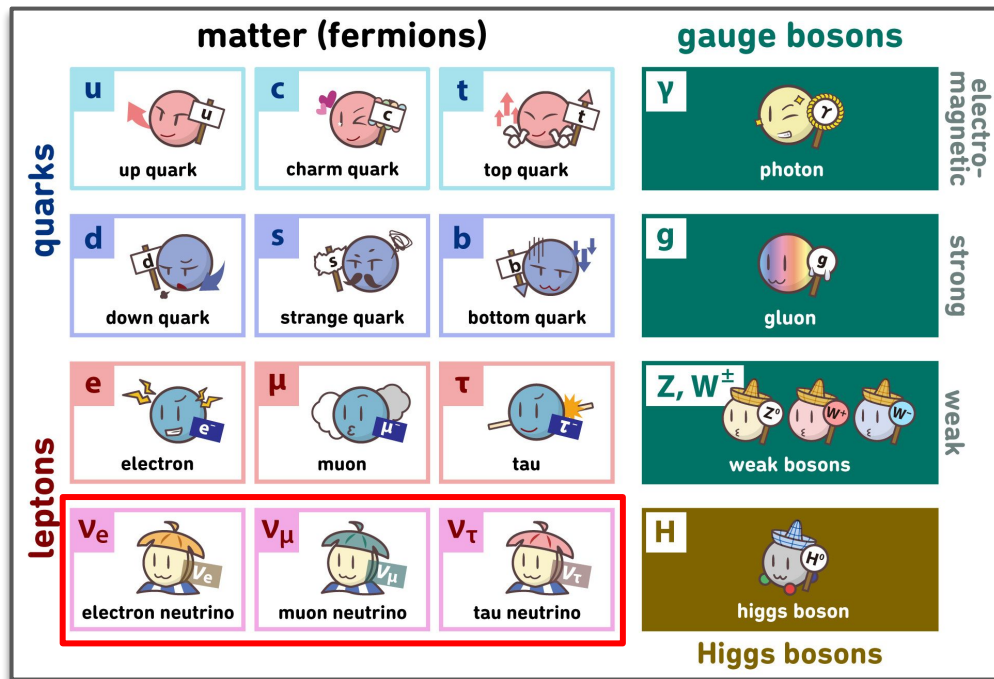 matter (fermions)
gauge bosons
quarks
leptons
u
u
up quark
c
c
charm quark
t
t
top quark
γ
γ
photon
electro-
magnetic
d
d
down quark
s
s
strange quark
b
b
bottom quark
g
g
gluon
strong
e
e⁻
electron
μ
μ⁻
muon
τ
τ⁻
tau
Z, W±
Z⁰
W⁺
W⁻
weak bosons
weak
νe
νe
electron neutrino
νμ
νμ
muon neutrino
ντ
ντ
tau neutrino
H
H⁰
higgs boson
Higgs bosons